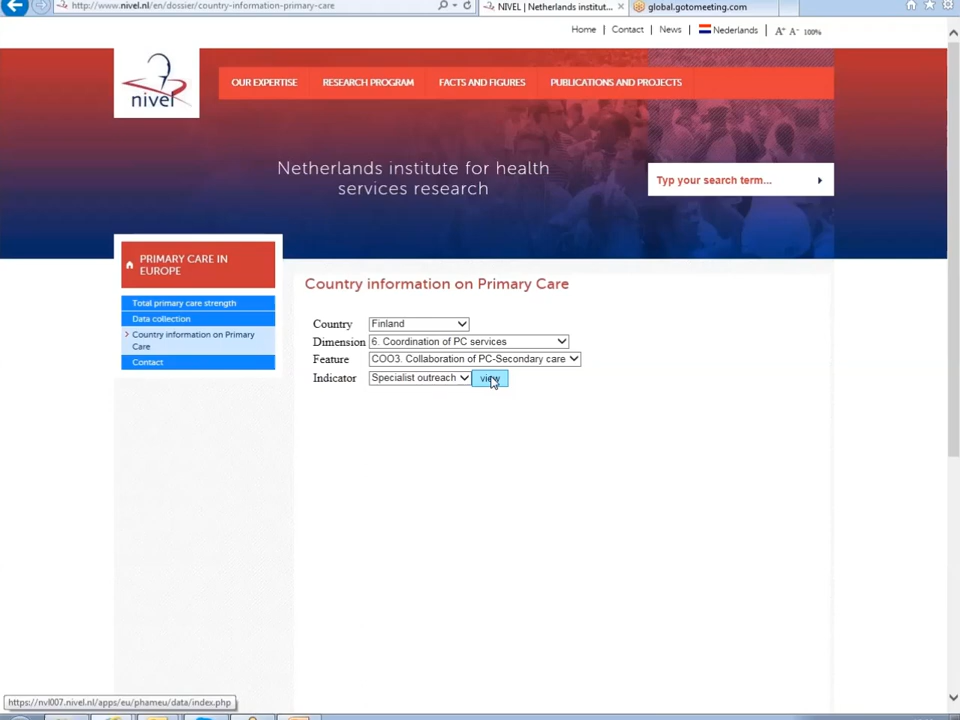 http://www.nivel.nl/en/dossier/country-information-primary-care
NIVEL | Netherlands institut...
global.gotomeeting.com
Home | Contact | News | Nederlands | A+ A- 100%
nivel
OUR EXPERTISE
RESEARCH PROGRAM
FACTS AND FIGURES
PUBLICATIONS AND PROJECTS
Netherlands institute for health
services research
Typ your search term...
PRIMARY CARE IN
EUROPE
Total primary care strength
Data collection
Country information on Primary
Care
Contact
Country information on Primary Care
Country Finland
Dimension 6. Coordination of PC services
Feature COO3. Collaboration of PC-Secondary care
Indicator Specialist outreach view
https://nvl007.nivel.nl/apps/eu/phameu/data/index.php